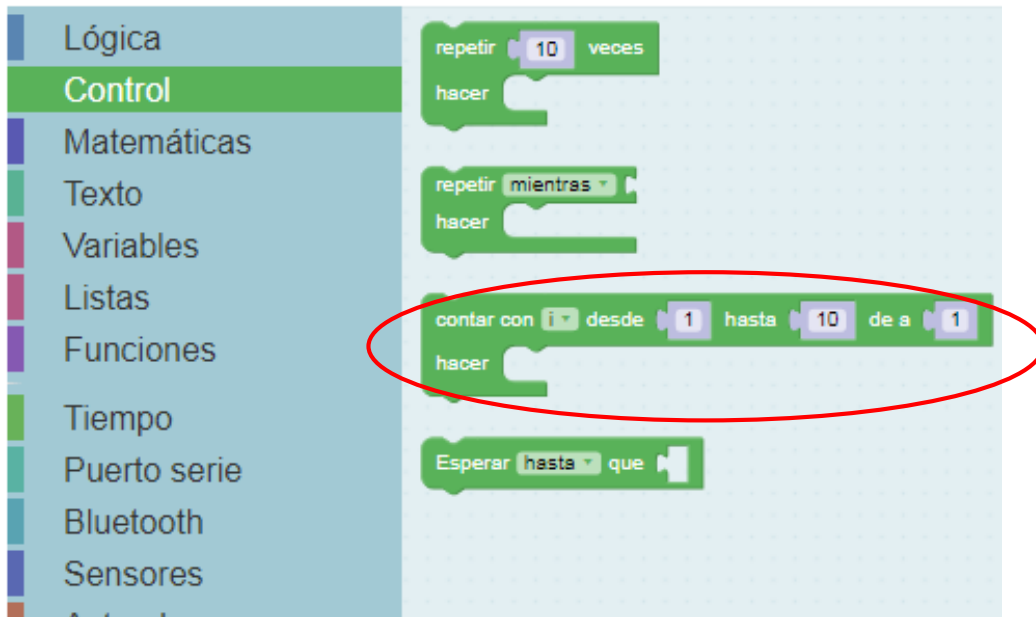 Lógica
Control
Matemáticas
Texto
Variables
Listas
Funciones
Tiempo
Puerto serie
Bluetooth
Sensores
repetir 10 veces
hacer
repetir mientras
hacer
contar con i desde 1 hasta 10 de a 1
hacer
Esperar hasta que